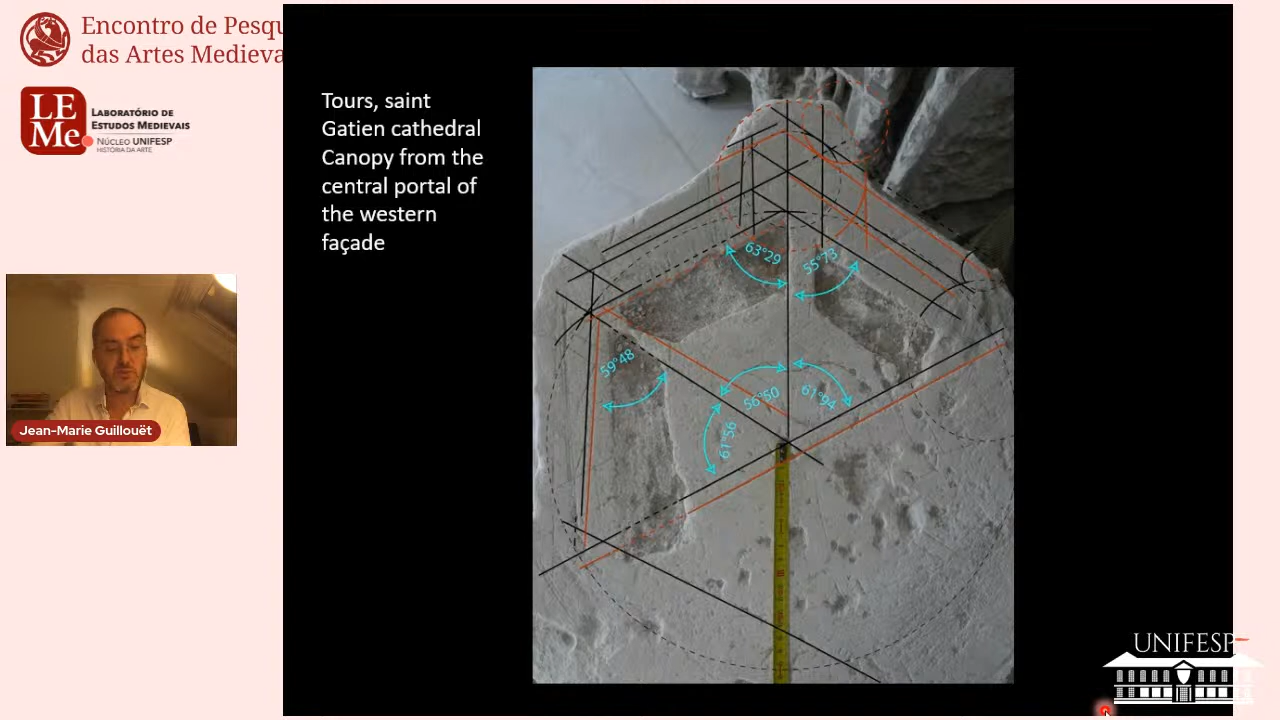 Encontro de Pesqu
das Artes Medieva
LE
Me
LABORATÓRIO DE
ESTUDOS MEDIEVAIS
NÚCLEO UNIFESP
HISTÓRIA DA ARTE
Tours, saint
Gatien cathedral
Canopy from the
central portal of
the western
façade
63°29
55°73
59°48
56°50
61°94
61°56
Jean-Marie Guillouët
UNIFESP